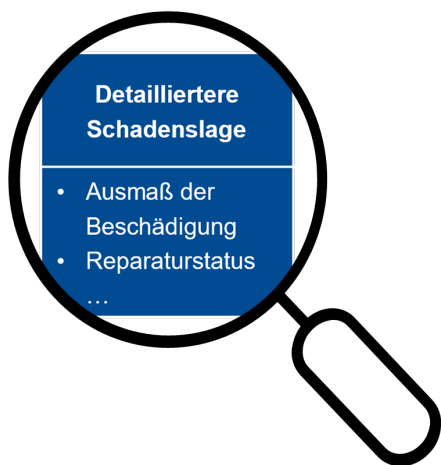 Detailliertere
Schadenslage
• Ausmaß der
Beschädigung
• Reparaturstatus
…